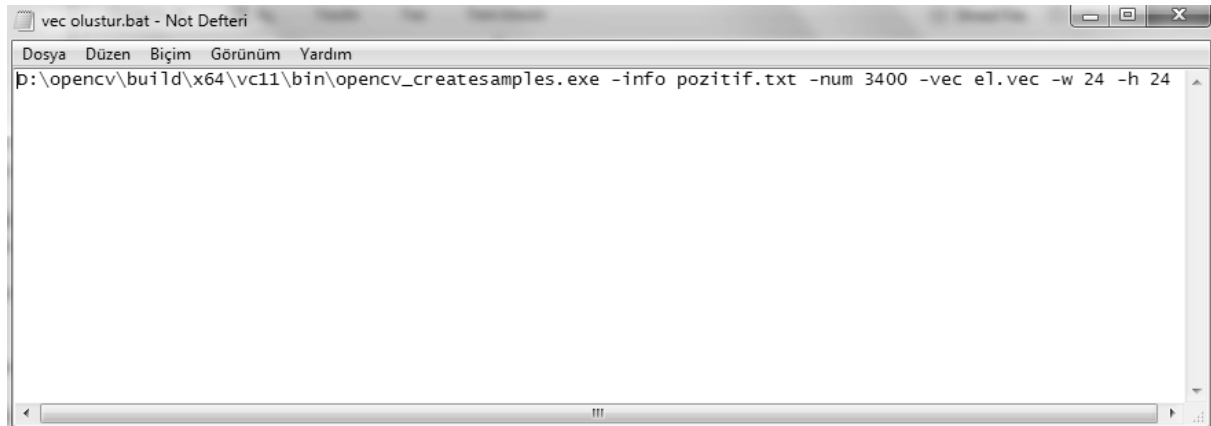 vec olustur.bat - Not Defteri
Dosya Düzen Biçim Görünüm Yardım
D:\opencv\build\x64\vc11\bin\opencv_createsamples.exe -info pozitif.txt -num 3400 -vec el.vec -w 24 -h 24